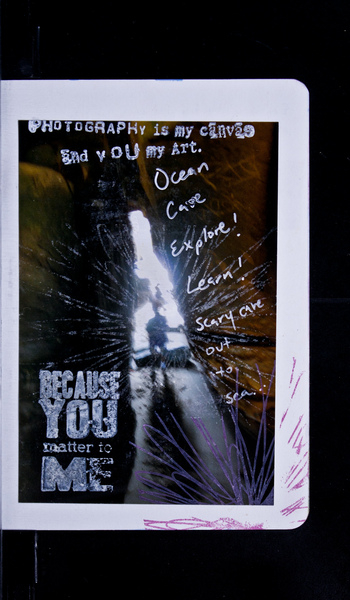 PHOTOGRAPHY is my canvas
End YOU my Art.
Ocean
Cave
Explore!
Learn!
Scary cave
out
to
sea...
BECAUSE
YOU
matter to
ME